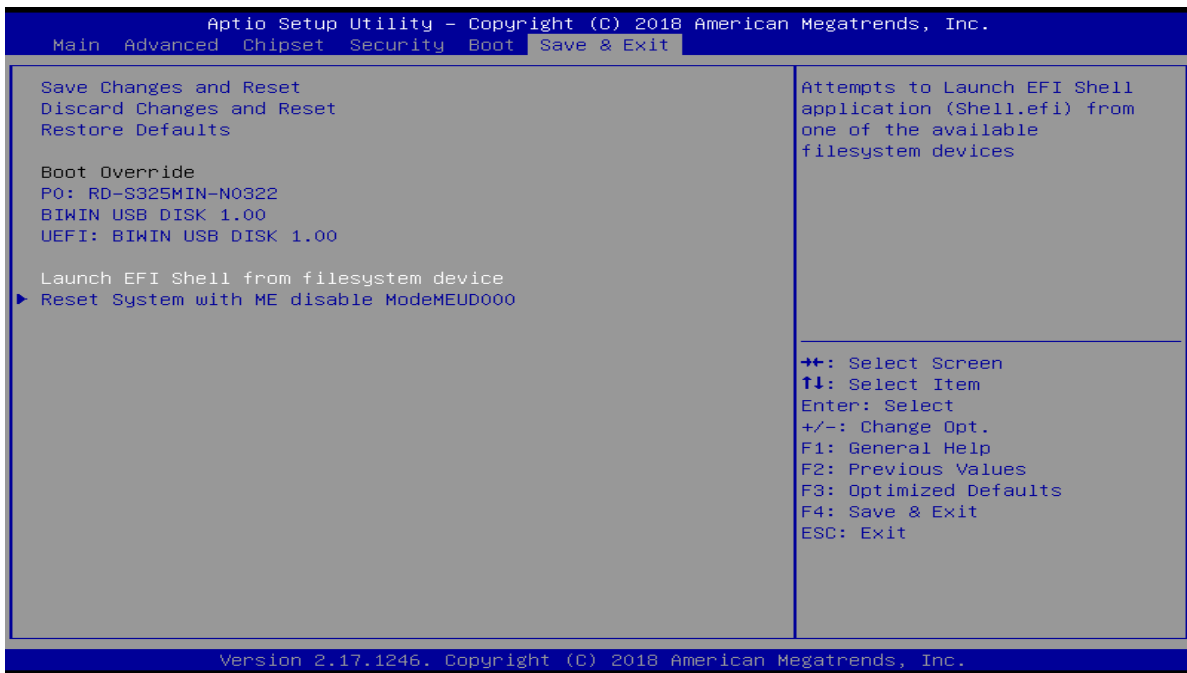 Aptio Setup Utility – Copyright (C) 2018 American Megatrends, Inc.
Main Advanced Chipset Security Boot Save & Exit
Save Changes and Reset
Discard Changes and Reset
Restore Defaults
Boot Override
P0: RD-S325MIN-N0322
BIWIN USB DISK 1.00
UEFI: BIWIN USB DISK 1.00
Launch EFI Shell from filesystem device
▶ Reset System with ME disable ModeMEUD000
Attempts to Launch EFI Shell
application (Shell.efi) from
one of the available
filesystem devices
→←: Select Screen
↑↓: Select Item
Enter: Select
+/-: Change Opt.
F1: General Help
F2: Previous Values
F3: Optimized Defaults
F4: Save & Exit
ESC: Exit
Version 2.17.1246. Copyright (C) 2018 American Megatrends, Inc.